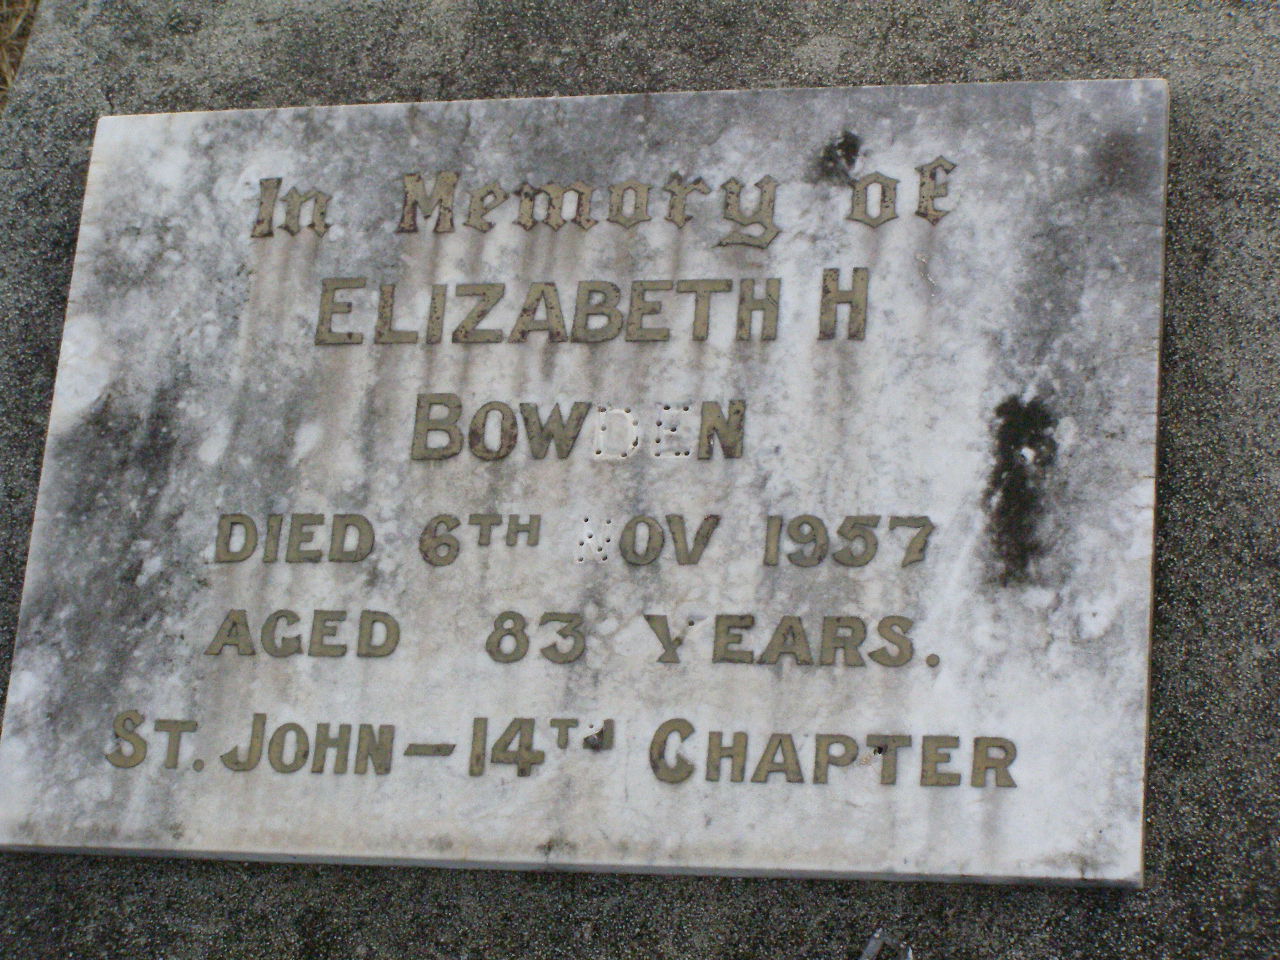 In Memory of
ELIZABETH H
BOWDEN
DIED 6TH NOV 1957
AGED 83 YEARS.
ST. JOHN-14TH CHAPTER